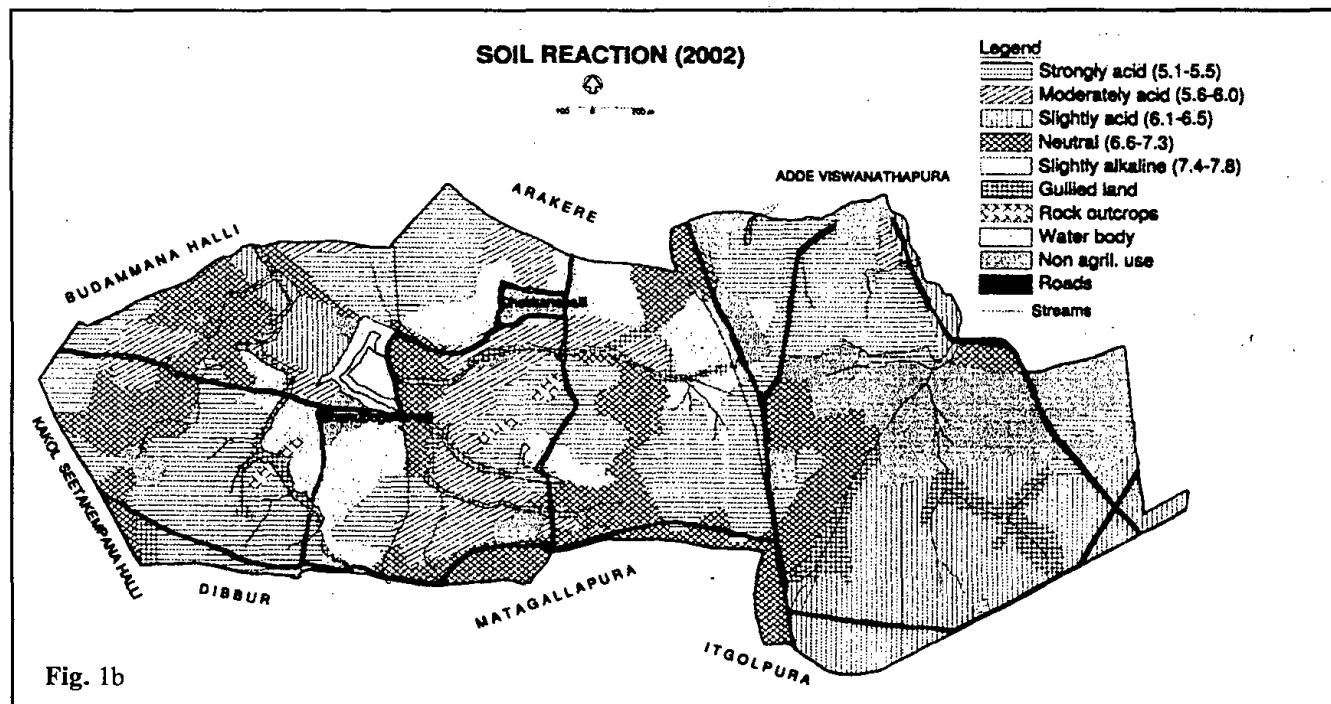 SOIL REACTION (2002)
Legend
Strongly acid (5.1-5.5)
Moderately acid (5.6-6.0)
Slightly acid (6.1-6.5)
Neutral (6.6-7.3)
Slightly alkaline (7.4-7.8)
Gullied land
Rock outcrops
Water body
Non agril. use
Roads
Streams
ADDE VISWANATHAPURA
ARAKERE
BUDAMMANA HALLI
KAKOL SEETAKEMPANA HALLI
DIBBUR
MATAGALLAPURA
ITGOLPURA
Fig. 1b